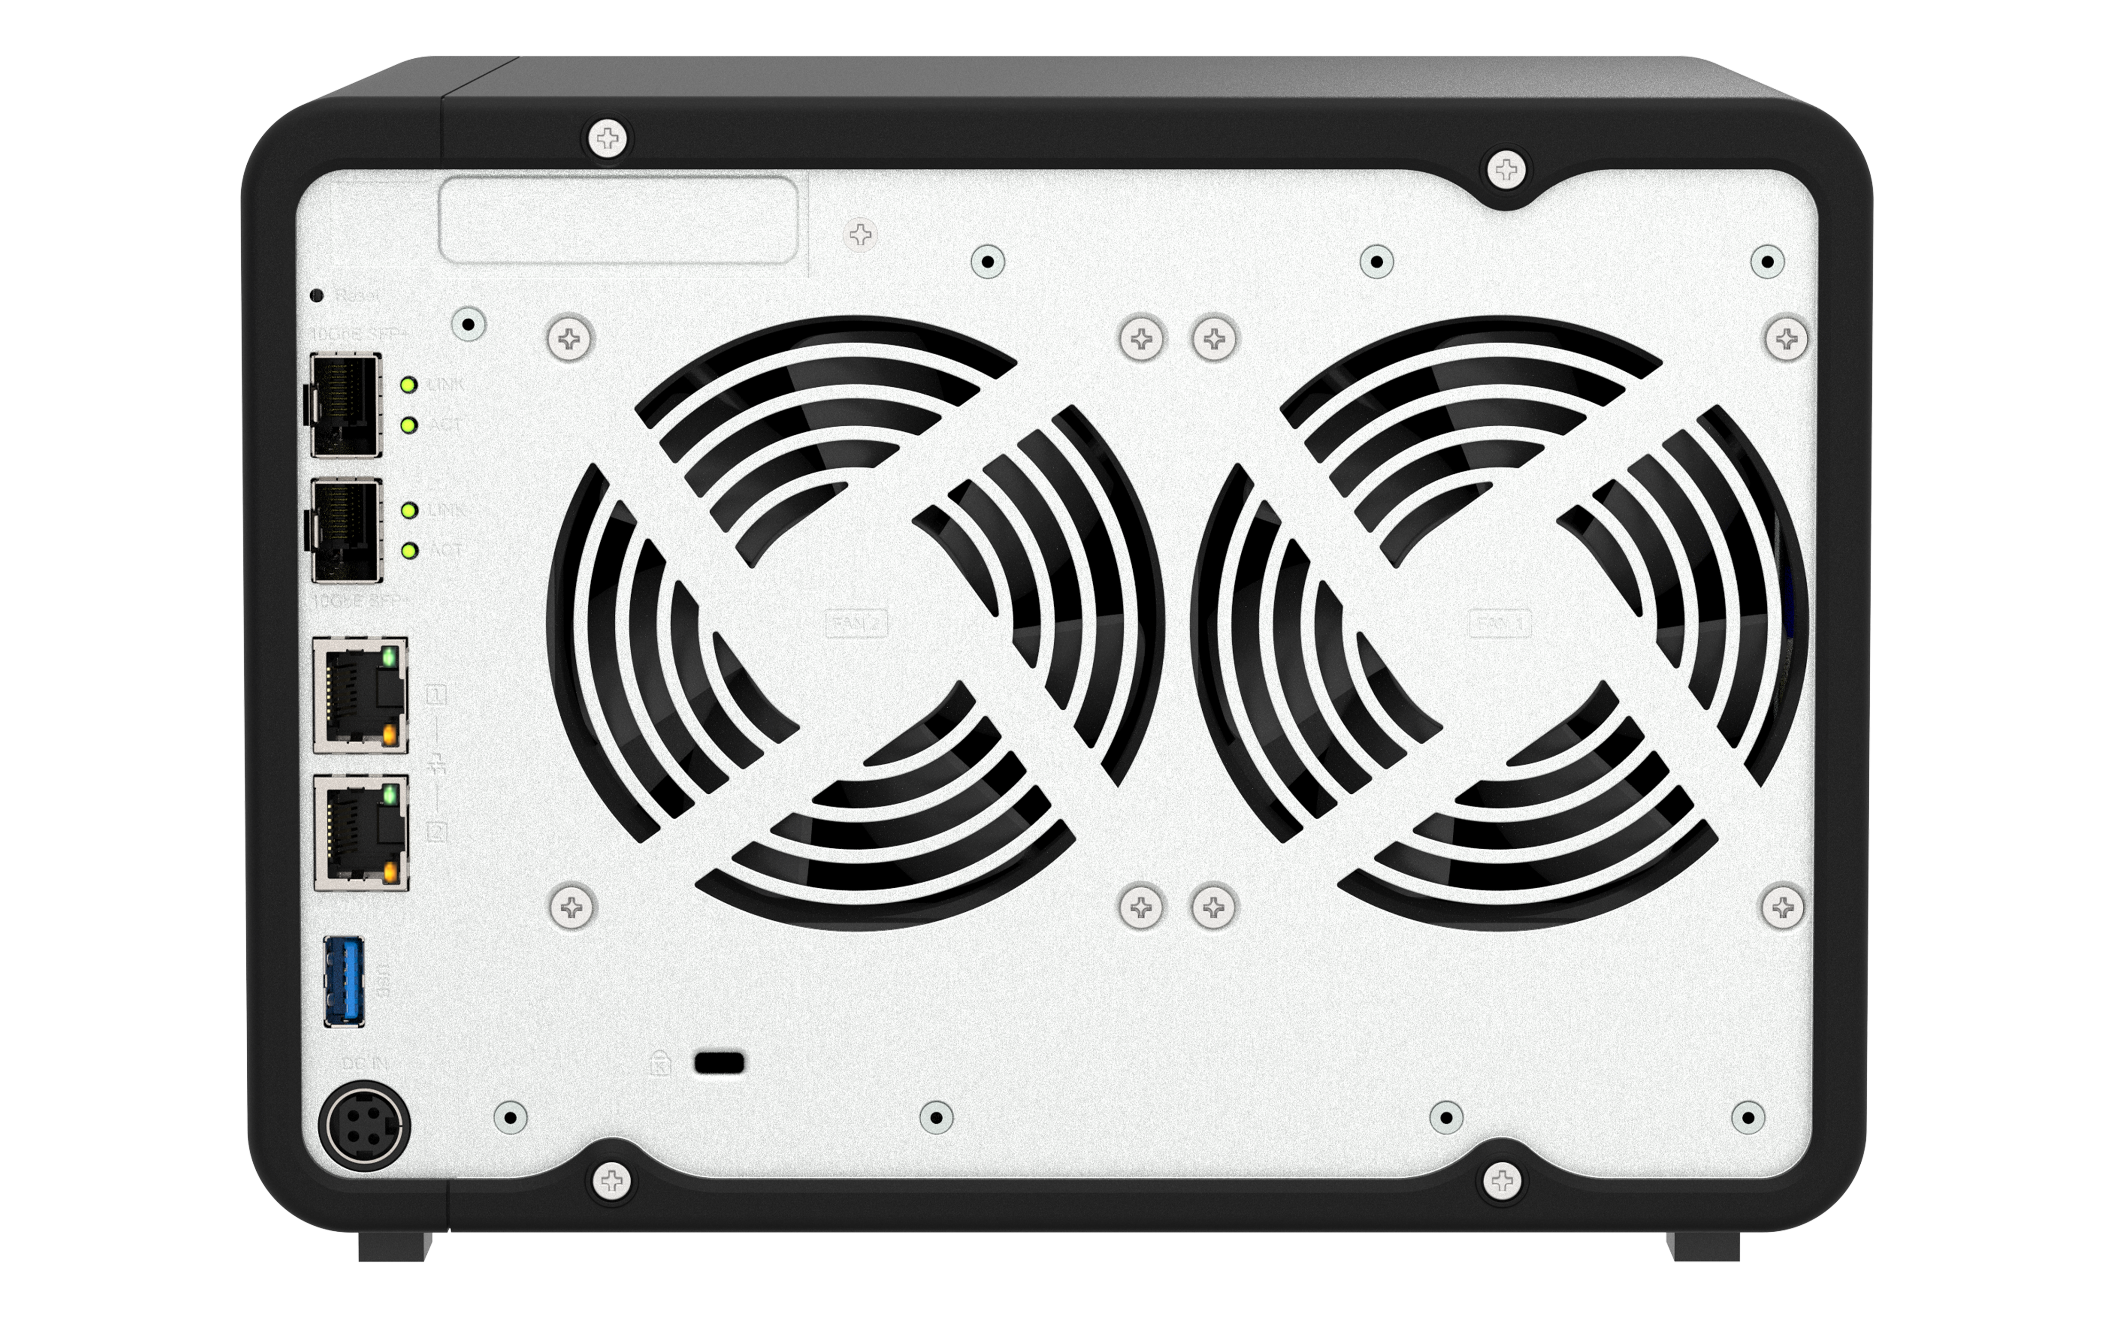 Reset
10GbE SFP+
LINK
ACT
LINK
ACT
10GbE SFP+
FAN 2
FAN 1
1
2
DC IN